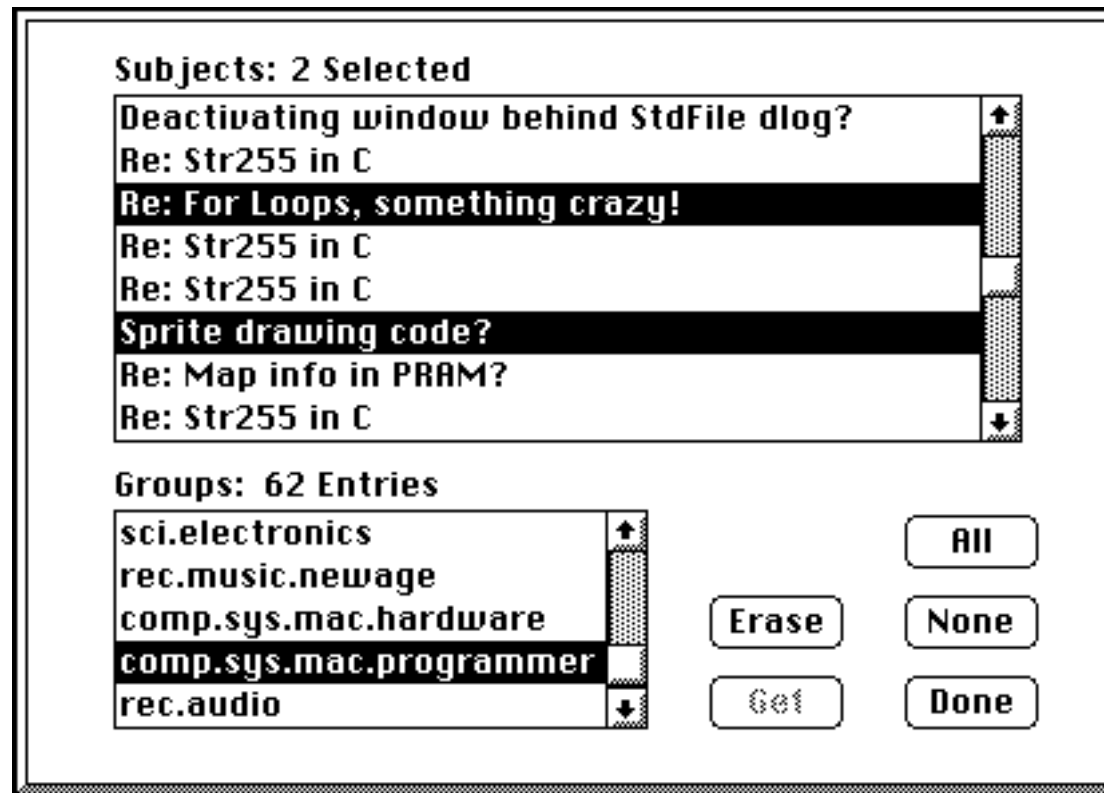 Subjects: 2 Selected
Deactivating window behind StdFile dlog?
Re: Str255 in C
Re: For Loops, something crazy!
Re: Str255 in C
Re: Str255 in C
Sprite drawing code?
Re: Map info in PRAM?
Re: Str255 in C
Groups: 62 Entries
sci.electronics
rec.music.newage
comp.sys.mac.hardware
comp.sys.mac.programmer
rec.audio
All
Erase
None
Get
Done